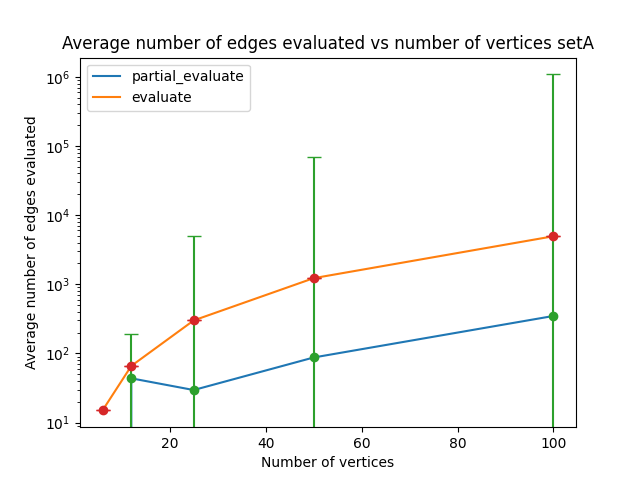 Average number of edges evaluated vs number of vertices setA
partial_evaluate
evaluate
Average number of edges evaluated
10⁶
10⁵
10⁴
10³
10²
10¹
20 40 60 80 100
Number of vertices